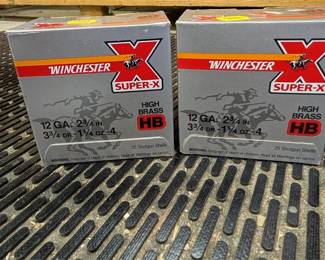 WINCHESTER
X
SUPER-X
12 GA. 2¾ IN
3¾ DR - 1¼ OZ - 4
HIGH
BRASS
HB
25 Shotgun Shells
WINCHESTER
X
SUPER-X
12 GA. 2¾ IN
3¾ DR - 1¼ OZ - 4
HIGH
BRASS
HB
25 Shotgun Shells